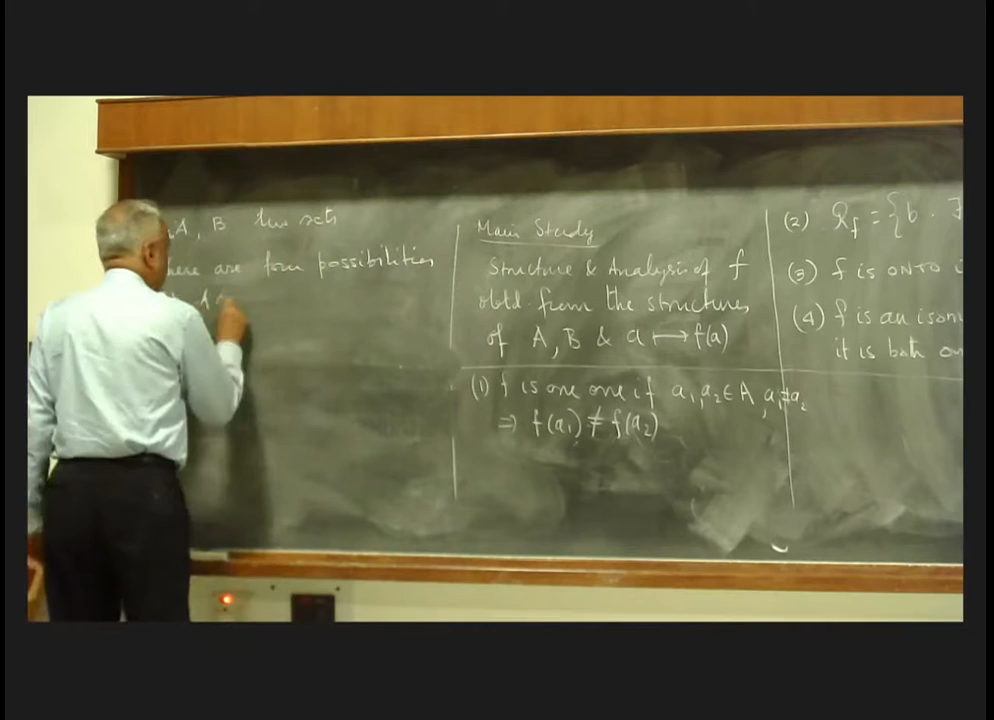 A, B two sets
here are four possibilities
Main Study
Structure & Analysis of f
obtd. from the structures
of A, B & a ⟼ f(a)
(1) f is one one if a₁, a₂ ∈ A, a₁ ≠ a₂
⇒ f(a₁) ≠ f(a₂)
(2) R_f = {b . ∃
(3) f is ONTO i
(4) f is an isom
it is both on